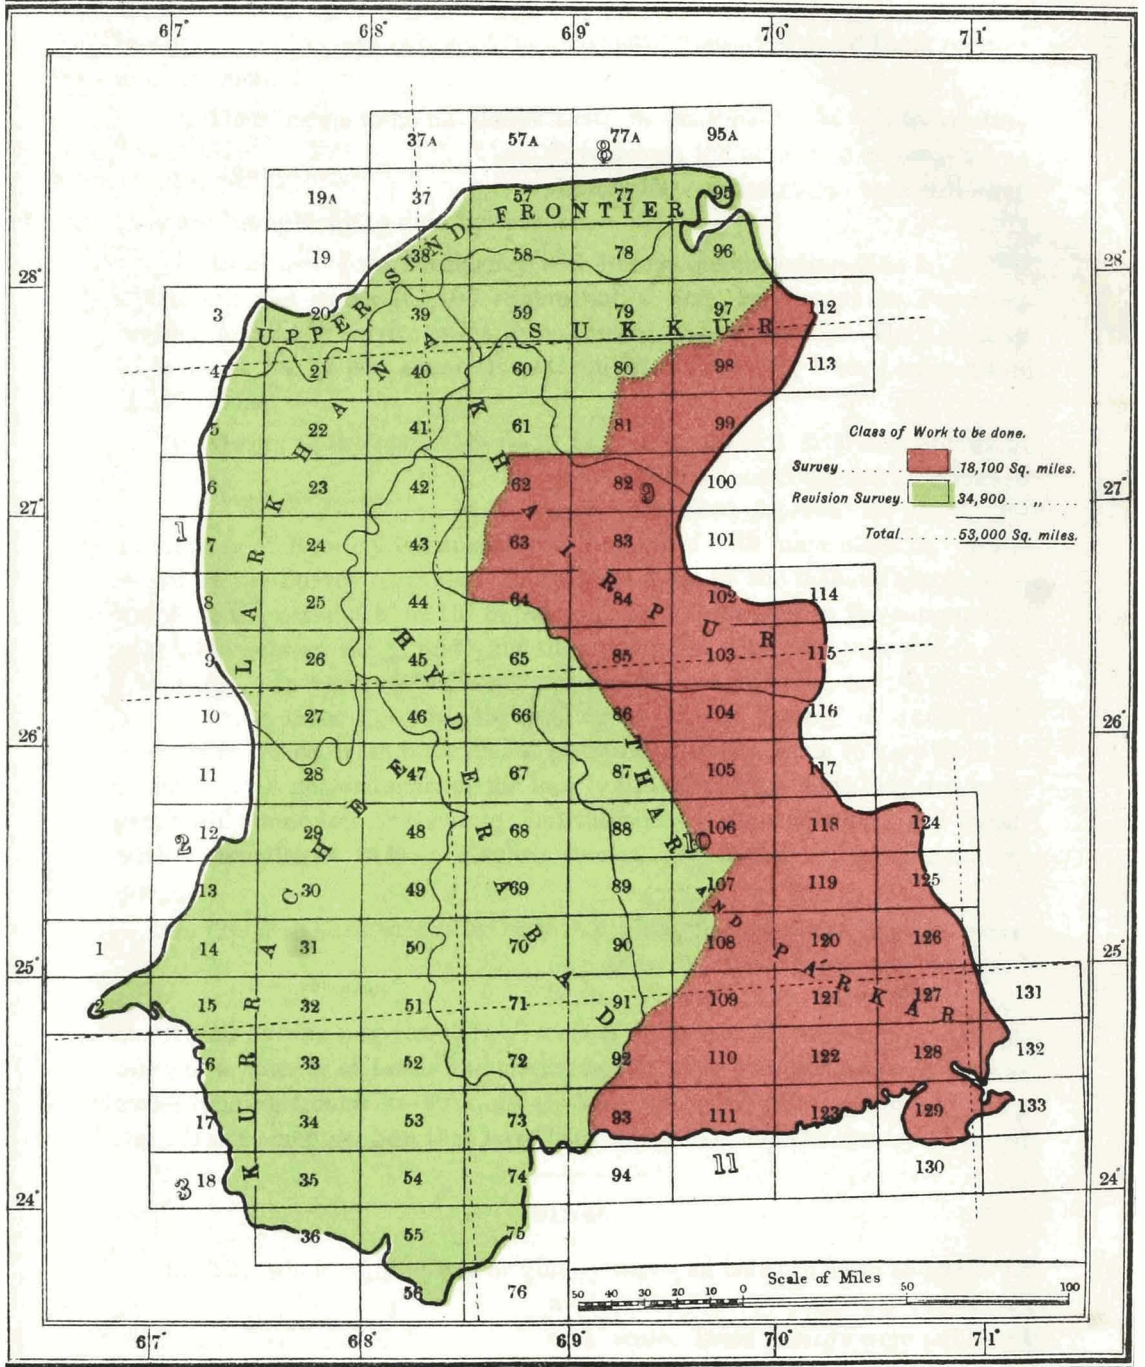 67° 68° 69° 70° 71°
37A 57A 77A 95A
8
19A 37 57 77 95
UPPER SIND FRONTIER
19 38 58 78 96
28° 28°
3 20 39 59 79 97 112
SUKKUR
4 21 40 60 80 98 113
5 22 41 61 81 99
Class of Work to be done.
Survey........ 18,100 Sq. miles.
Revision Survey. 34,900.... „ ....
Total...... 53,000 Sq. miles.
6 23 42 62 82 9 100
27° 27°
1
7 24 43 63 83 101
LARKHANA
KHAIRPUR
8 25 44 64 84 102 114
9 26 45 65 85 103 115
10 27 46 66 86 104 116
26° 26°
HYDERABAD
11 28 47 67 87 105 117
THAR AND PARKAR
2 12 29 48 68 88 10 106 118 124
13 30 49 69 89 107 119 125
KURRACHEE
1 14 31 50 70 90 108 120 126
25° 25°
2 15 32 51 71 91 109 121 127 131
16 33 52 72 92 110 122 128 132
17 34 53 73 93 111 123 129 133
3 18 35 54 74 94 11 130
24° 24°
36 55 75
56 76
Scale of Miles
50 40 30 20 10 0 50 100
67° 68° 69° 70° 71°